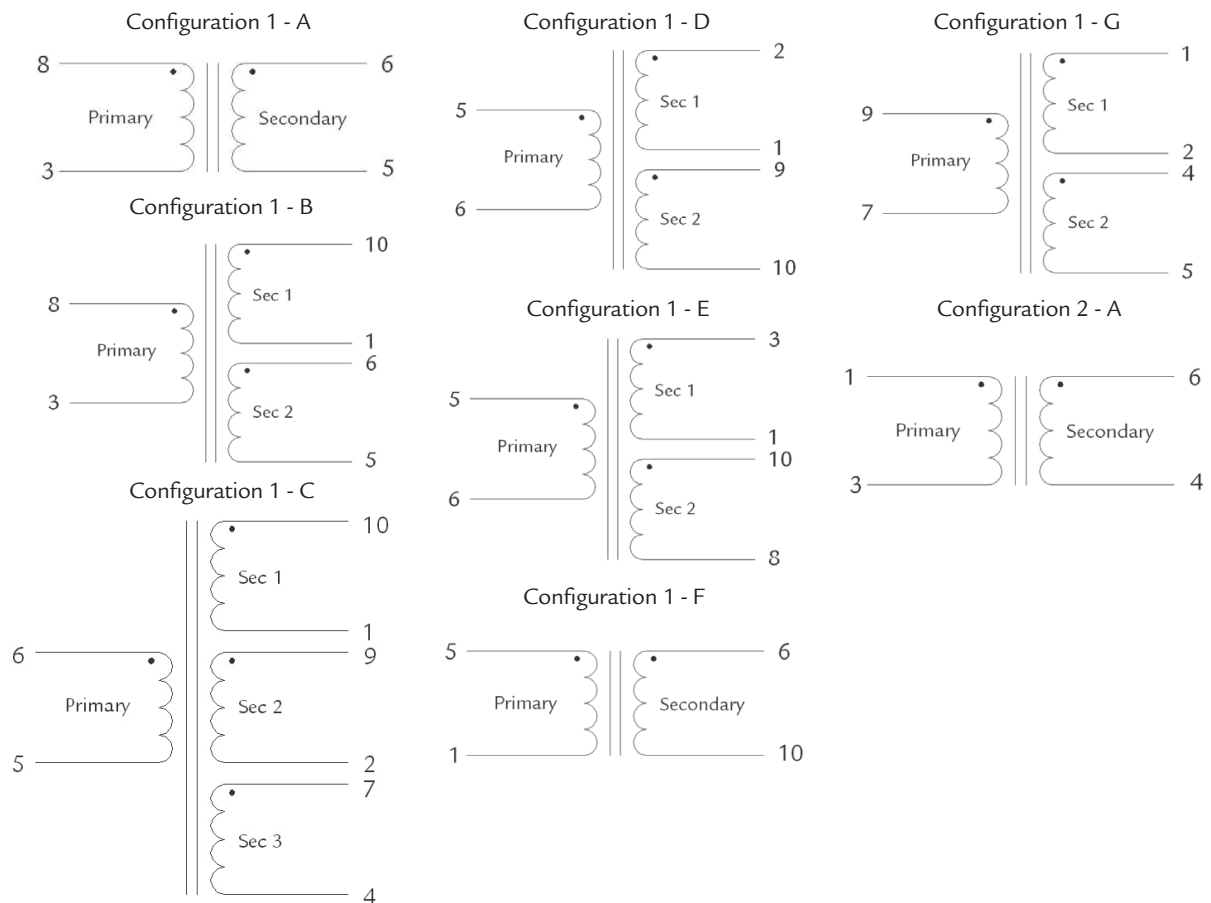 Configuration 1 - A
8
6
Primary
Secondary
3
5
Configuration 1 - B
10
8
Sec 1
Primary
1
6
3
Sec 2
5
Configuration 1 - C
10
Sec 1
1
6
9
Primary
Sec 2
5
2
7
Sec 3
4
Configuration 1 - D
2
Sec 1
5
Primary
1
9
6
Sec 2
10
Configuration 1 - E
3
Sec 1
5
Primary
1
10
6
Sec 2
8
Configuration 1 - F
5
6
Primary
Secondary
1
10
Configuration 1 - G
1
Sec 1
9
Primary
2
4
7
Sec 2
5
Configuration 2 - A
1
6
Primary
Secondary
3
4